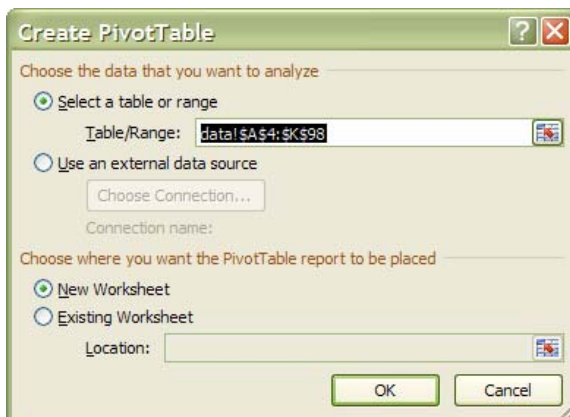 Create PivotTable
Choose the data that you want to analyze
Select a table or range
Table/Range: data!$A$4:$K$98
Use an external data source
Choose Connection...
Connection name:
Choose where you want the PivotTable report to be placed
New Worksheet
Existing Worksheet
Location:
OK Cancel